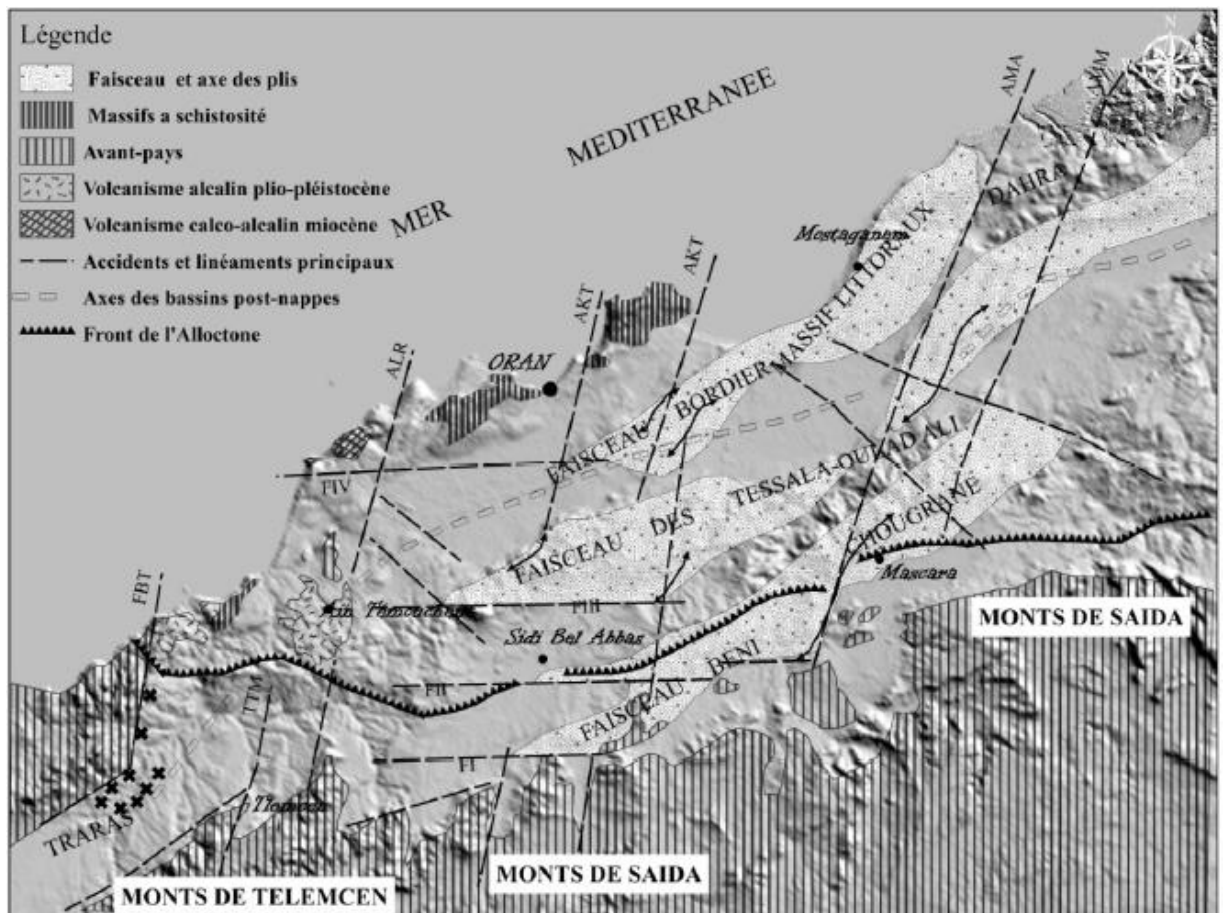 Légende
Faisceau et axe des plis
Massifs a schistosité
Avant-pays
Volcanisme alcalin plio-pléistocène
Volcanisme calco-alcalin miocène
Accidents et linéaments principaux
Axes des bassins post-nappes
Front de l'Alloctone
N
MER MEDITERRANEE
AMA
DAHRA
Mostaganem
AKT
AKT
ALR
ORAN
FAISCEAU BORDIER MASSIF LITTORAUX
FIV
FAISCEAU DES TESSALA-OULAD ALI
CHOUGRANE
Mascara
FBT
FIII
Sidi Bel Abbas
MONTS DE SAIDA
FAISCEAU BENI
FII
TTM
FI
Tlemcen
TRARAS
MONTS DE SAIDA
MONTS DE TELEMCEN